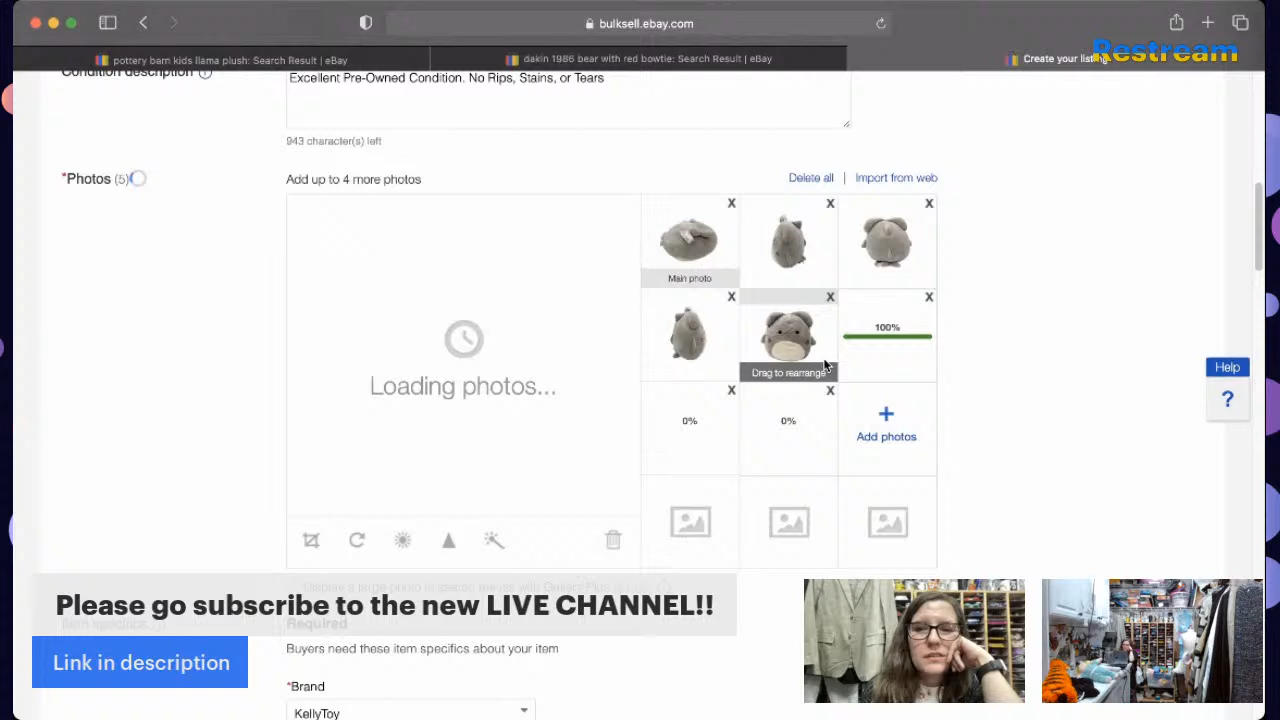 bulksell.ebay.com
pottery barn kids llama plush: Search Result | eBay
dakin 1986 bear with red bowtie: Search Result | eBay
Create your listing
Restream
Condition description
Excellent Pre-Owned Condition. No Rips, Stains, or Tears
943 character(s) left
*Photos (5)
Add up to 4 more photos
Delete all | Import from web
X
X
X
Main photo
X
X
X
100%
Drag to rearrange
Loading photos...
X
X
0%
0%
+
Add photos
Help
?
Please go subscribe to the new LIVE CHANNEL!!
Item specifics
Required
Link in description
Buyers need these item specifics about your item
*Brand
KellyToy